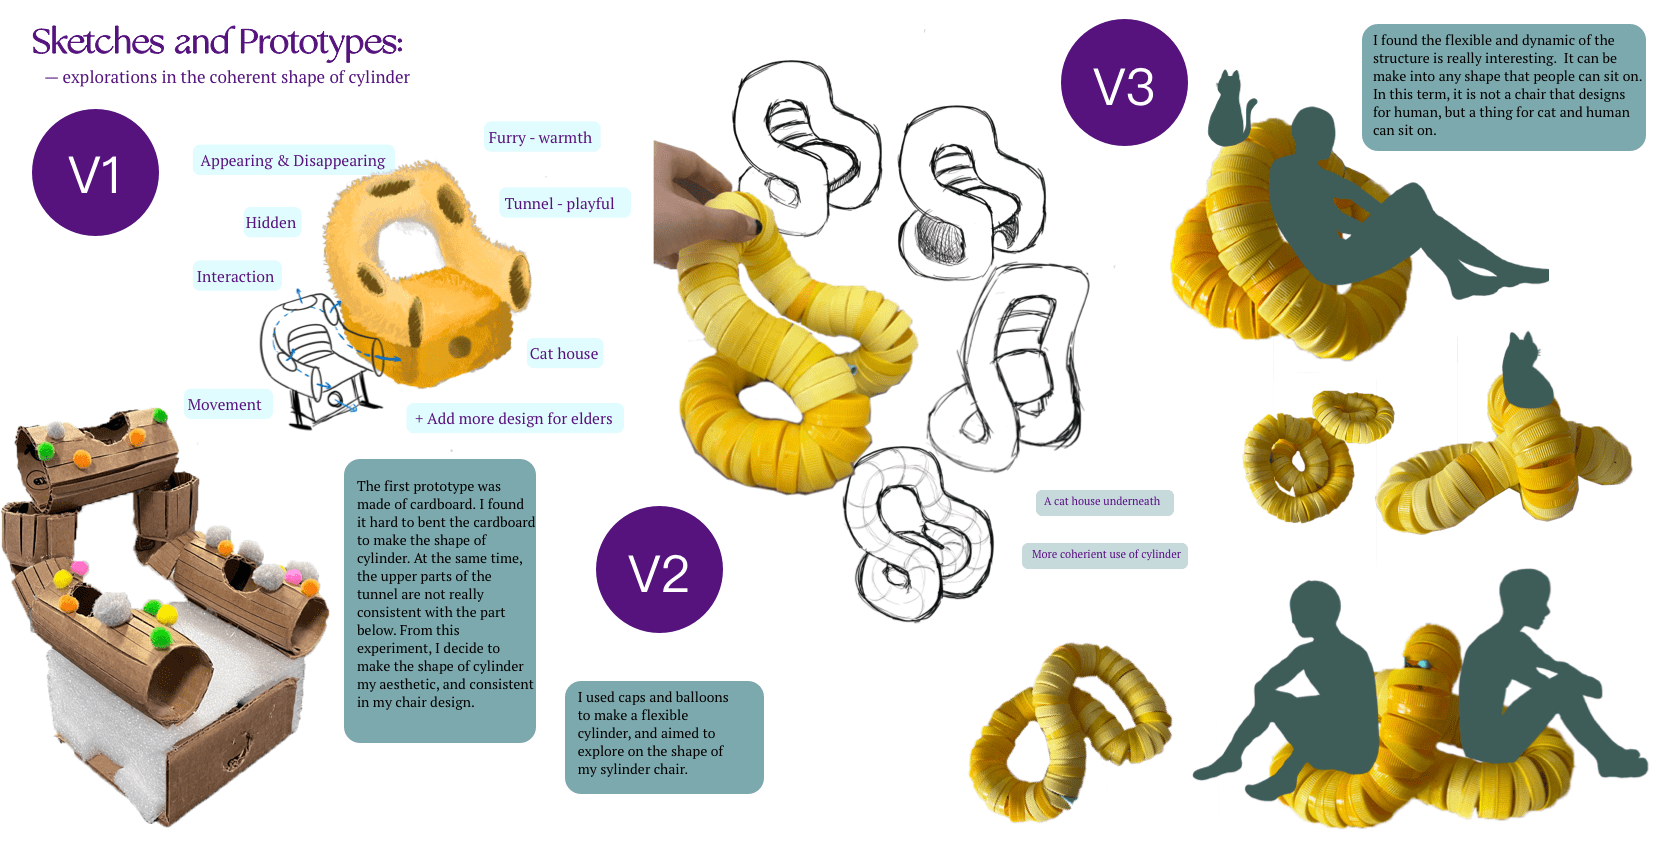 Sketches and Prototypes:
— explorations in the coherent shape of cylinder
V1
Appearing & Disappearing
Furry - warmth
Tunnel - playful
Hidden
Interaction
Cat house
Movement
+ Add more design for elders
The first prototype was
made of cardboard. I found
it hard to bent the cardboard
to make the shape of
cylinder. At the same time,
the upper parts of the
tunnel are not really
consistent with the part
below. From this
experiment, I decide to
make the shape of cylinder
my aesthetic, and consistent
in my chair design.
V2
I used caps and balloons
to make a flexible
cylinder, and aimed to
explore on the shape of
my sylinder chair.
A cat house underneath
More coherient use of cylinder
V3
I found the flexible and dynamic of the
structure is really interesting. It can be
make into any shape that people can sit on.
In this term, it is not a chair that designs
for human, but a thing for cat and human
can sit on.